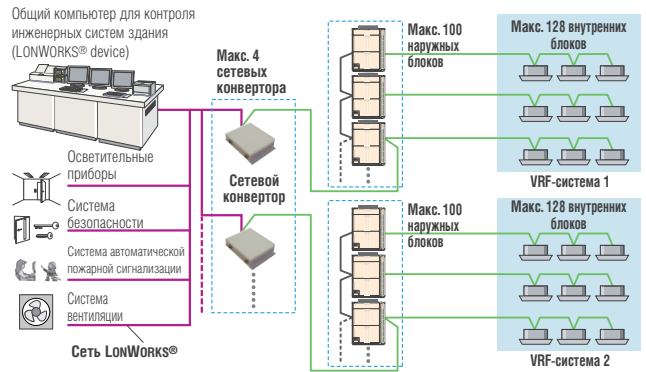 Общий компьютер для контроля
инженерных систем здания
(LONWORKS® device)
Макс. 4
сетевых
конвертора
Макс. 100
наружных
блоков
Макс. 128 внутренних
блоков
VRF-система 1
Осветительные
приборы
Система
безопасности
Система автоматической
пожарной сигнализации
Система
вентиляции
Сеть LONWORKS®
Сетевой
конвертор
Макс. 100
наружных
блоков
Макс. 128 внутренних
блоков
VRF-система 2